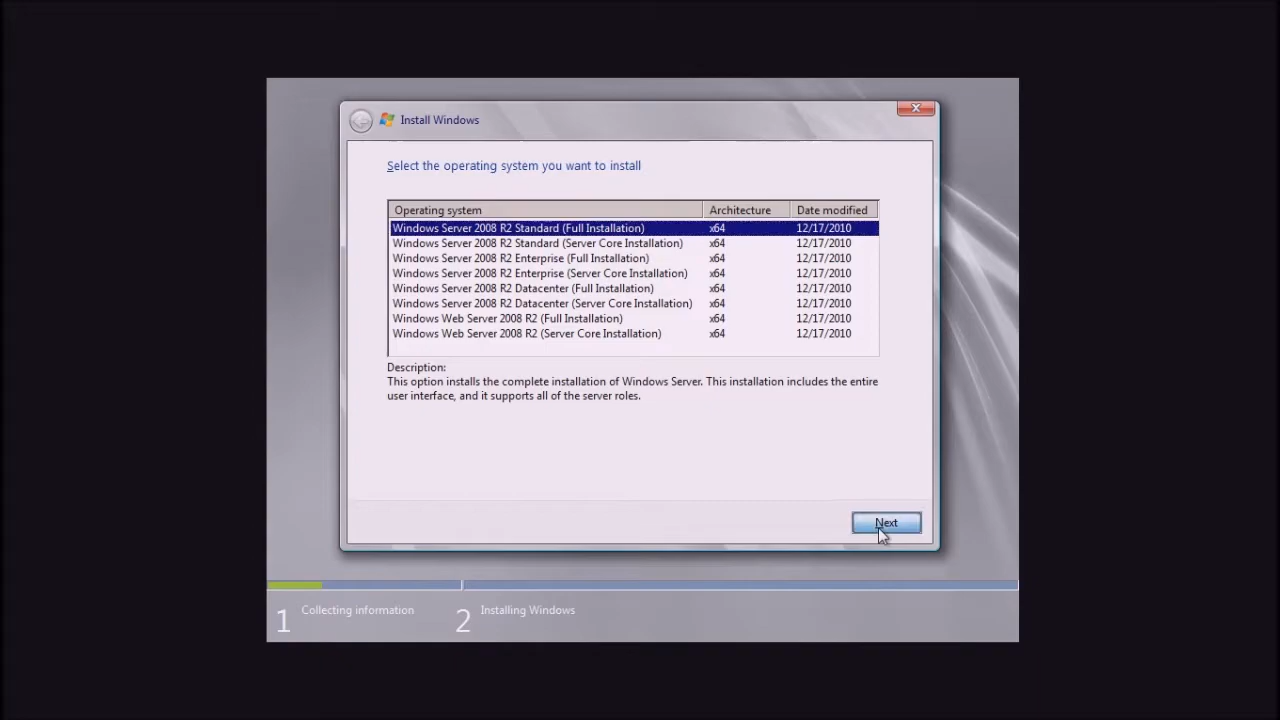 Install Windows
Select the operating system you want to install
Operating system Architecture Date modified
Windows Server 2008 R2 Standard (Full Installation) x64 12/17/2010
Windows Server 2008 R2 Standard (Server Core Installation) x64 12/17/2010
Windows Server 2008 R2 Enterprise (Full Installation) x64 12/17/2010
Windows Server 2008 R2 Enterprise (Server Core Installation) x64 12/17/2010
Windows Server 2008 R2 Datacenter (Full Installation) x64 12/17/2010
Windows Server 2008 R2 Datacenter (Server Core Installation) x64 12/17/2010
Windows Web Server 2008 R2 (Full Installation) x64 12/17/2010
Windows Web Server 2008 R2 (Server Core Installation) x64 12/17/2010
Description:
This option installs the complete installation of Windows Server. This installation includes the entire
user interface, and it supports all of the server roles.
Next
1 Collecting information 2 Installing Windows